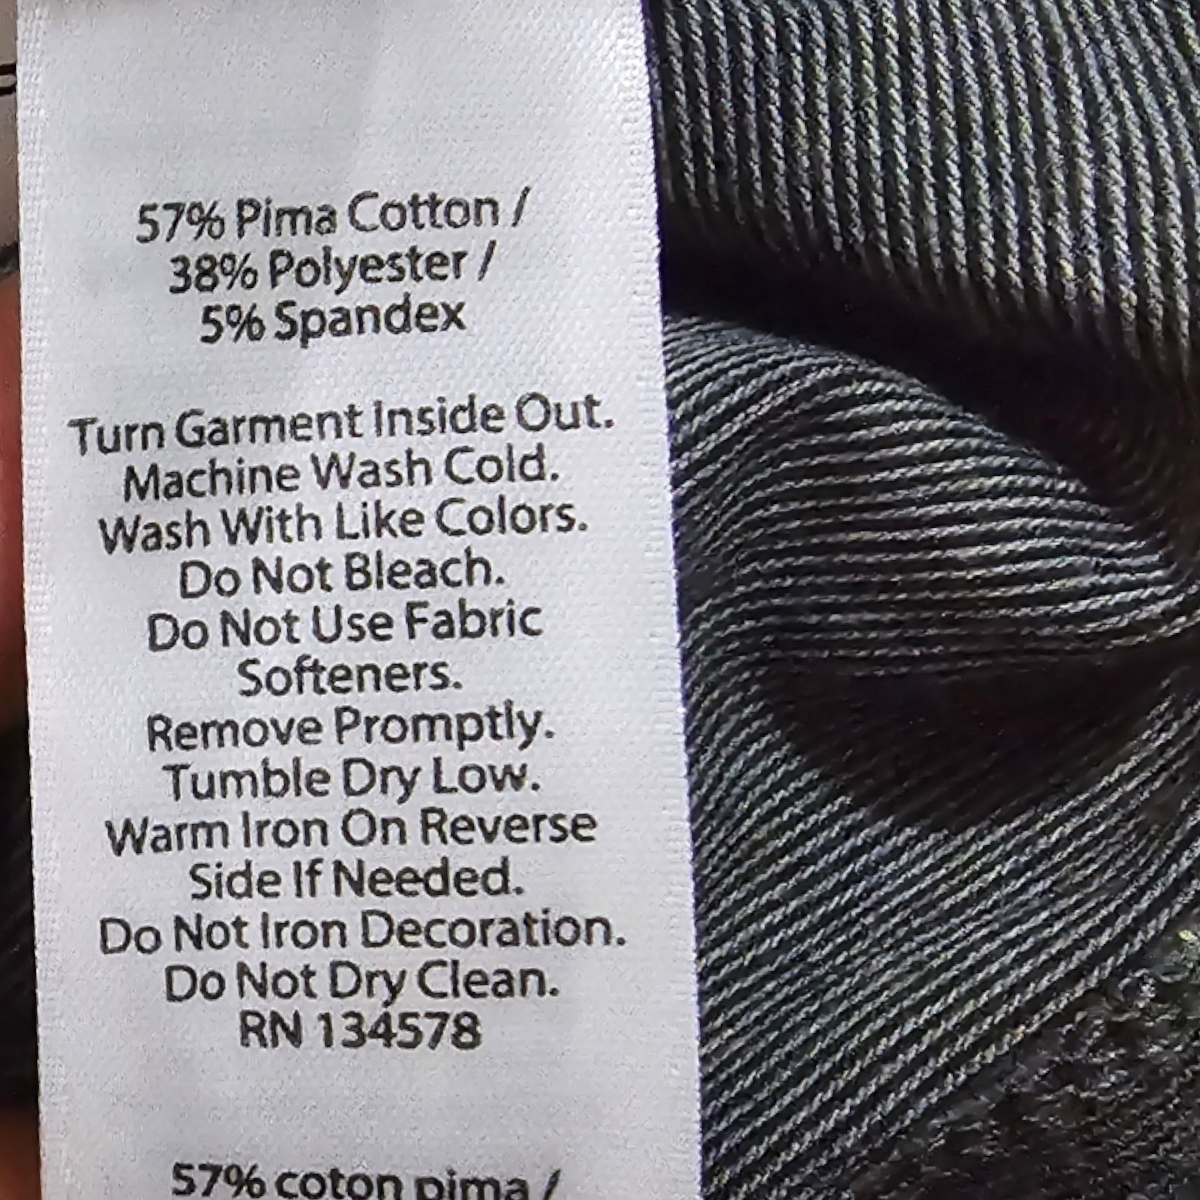 57% Pima Cotton /
38% Polyester /
5% Spandex
Turn Garment Inside Out.
Machine Wash Cold.
Wash With Like Colors.
Do Not Bleach.
Do Not Use Fabric
Softeners.
Remove Promptly.
Tumble Dry Low.
Warm Iron On Reverse
Side If Needed.
Do Not Iron Decoration.
Do Not Dry Clean.
RN 134578
57% coton pima /